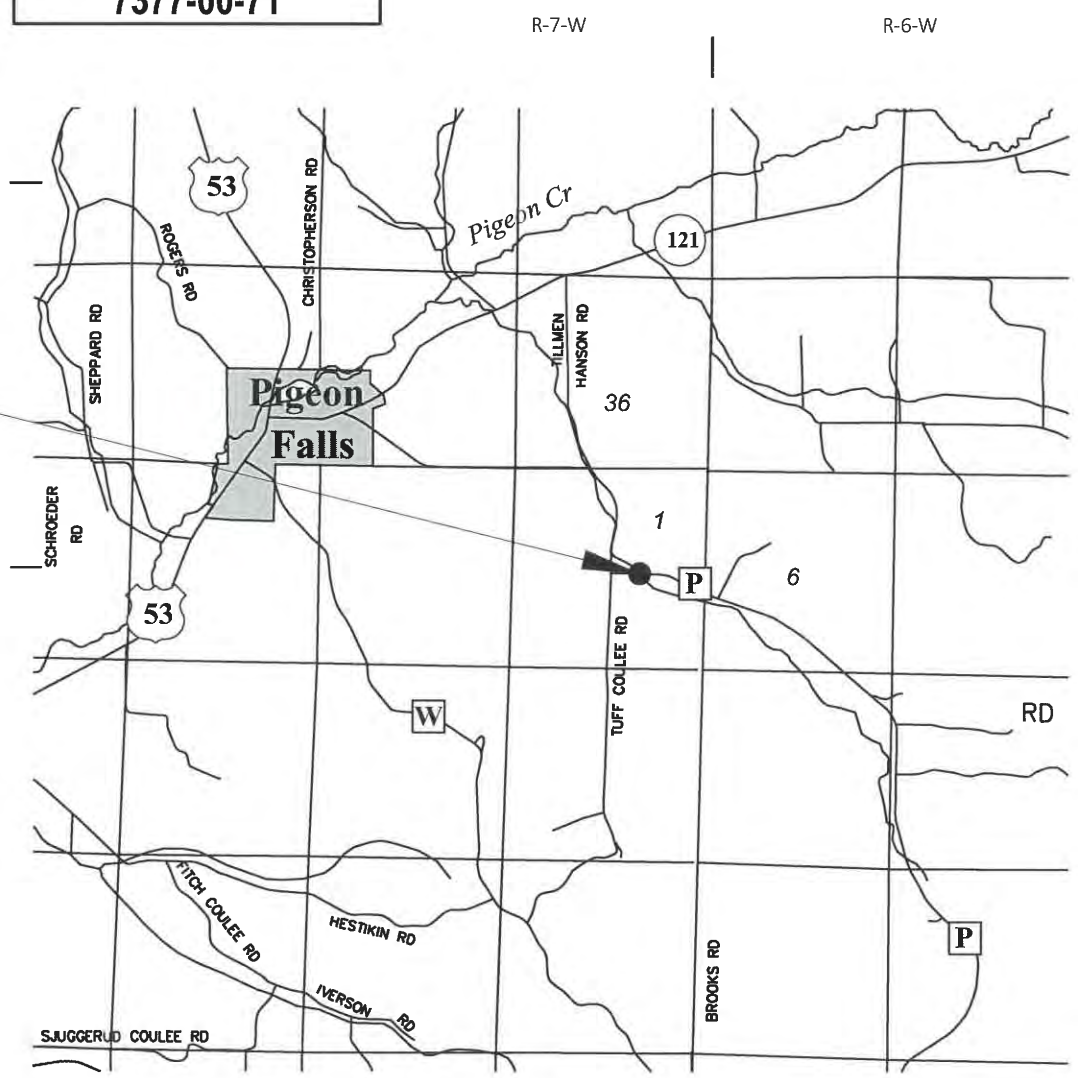 7377-00-71
R-7-W
R-6-W
53
CHRISTOPHERSON RD
Pigeon Cr
121
ROGERS RD
SHEPPARD RD
TILLMEN
HANSON RD
Pigeon
Falls
36
SCHROEDER
RD
1
P
6
53
TUFF COULEE RD
W
RD
FITCH COULEE RD
HESTIKIN RD
P
BROOKS RD
IVERSON RD
SJUGGERUD COULEE RD